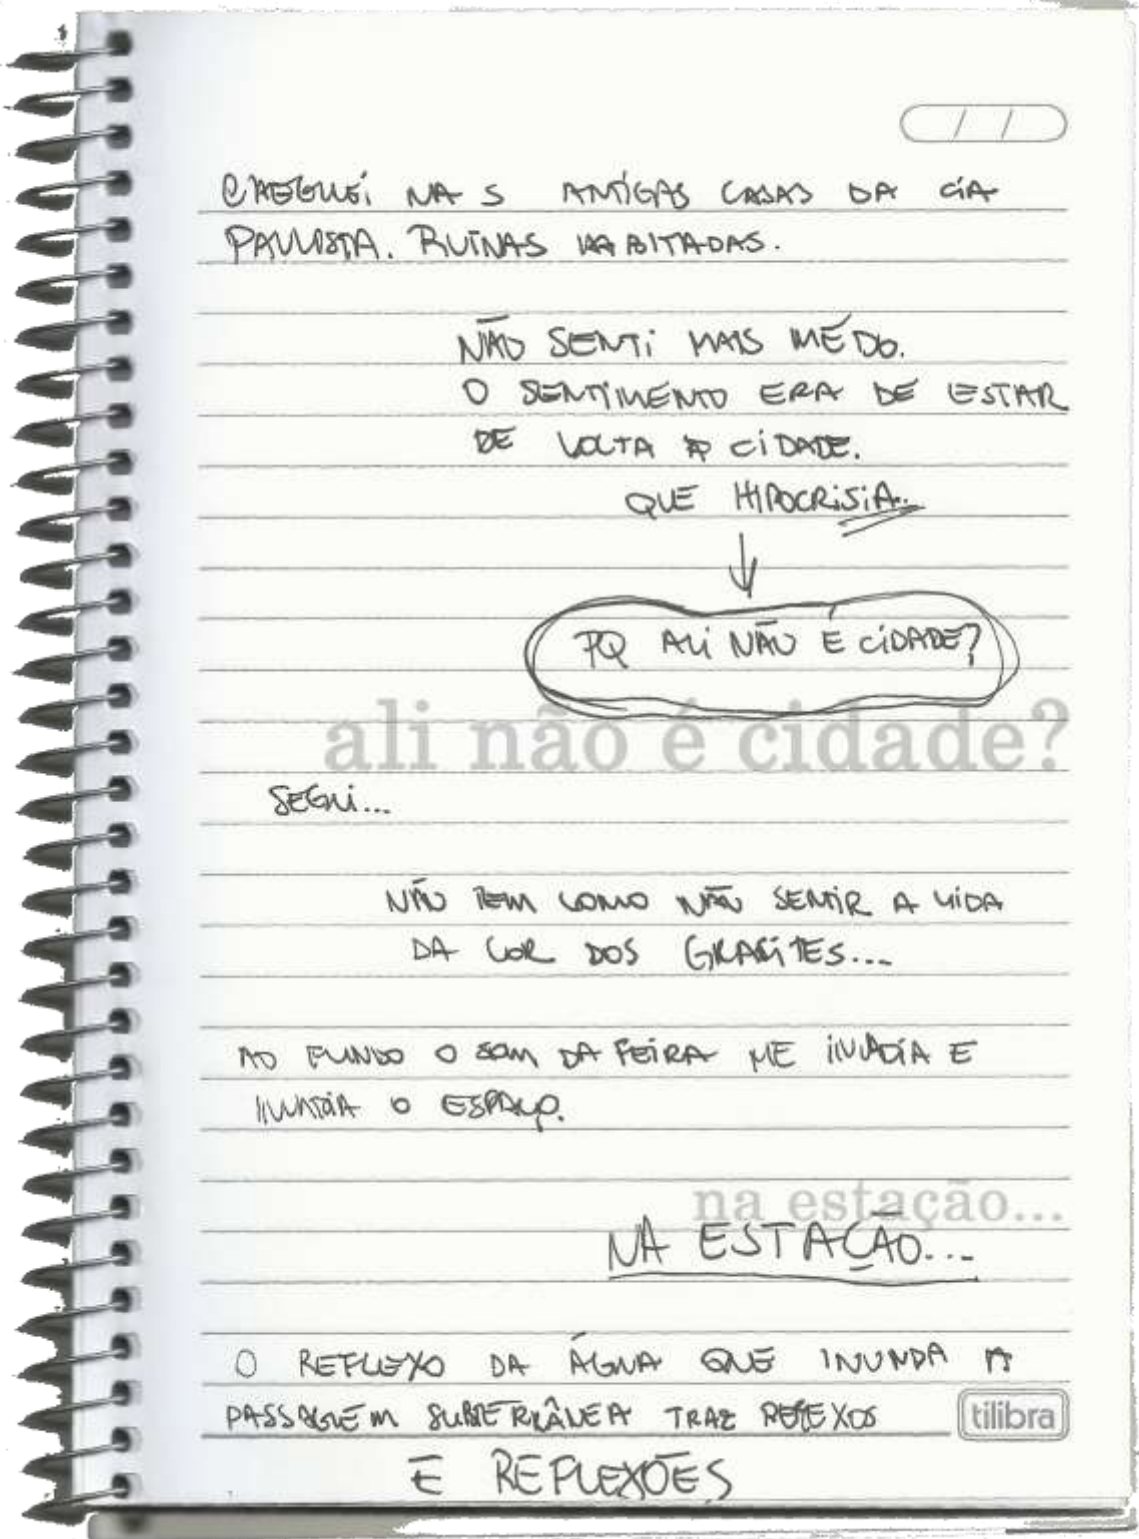 / /
CHEGUEI NAS ANTIGAS CASAS DA CIA
PAULISTA. RUÍNAS HABITADAS.
NÃO SENTI MAIS MÉDO.
O SENTIMENTO ERA DE ESTAR
DE VOLTA A CIDADE.
QUE HIPOCRISIA..
PQ ALI NÃO É CIDADE?
ali não é cidade?
SEGUI...
NÃO TEM COMO NÃO SENTIR A VIDA
DA COR DOS GRAFITES...
AO FUNDO O SOM DA FEIRA ME INVADIA E
INVADIA O ESPAÇO.
na estação...
NA ESTAÇÃO...
O REFLEXO DA ÁGUA QUE INUNDA A
PASSAGEM SUBTERRÂNEA TRAZ REFLEXOS
tilibra
E REFLEXÕES